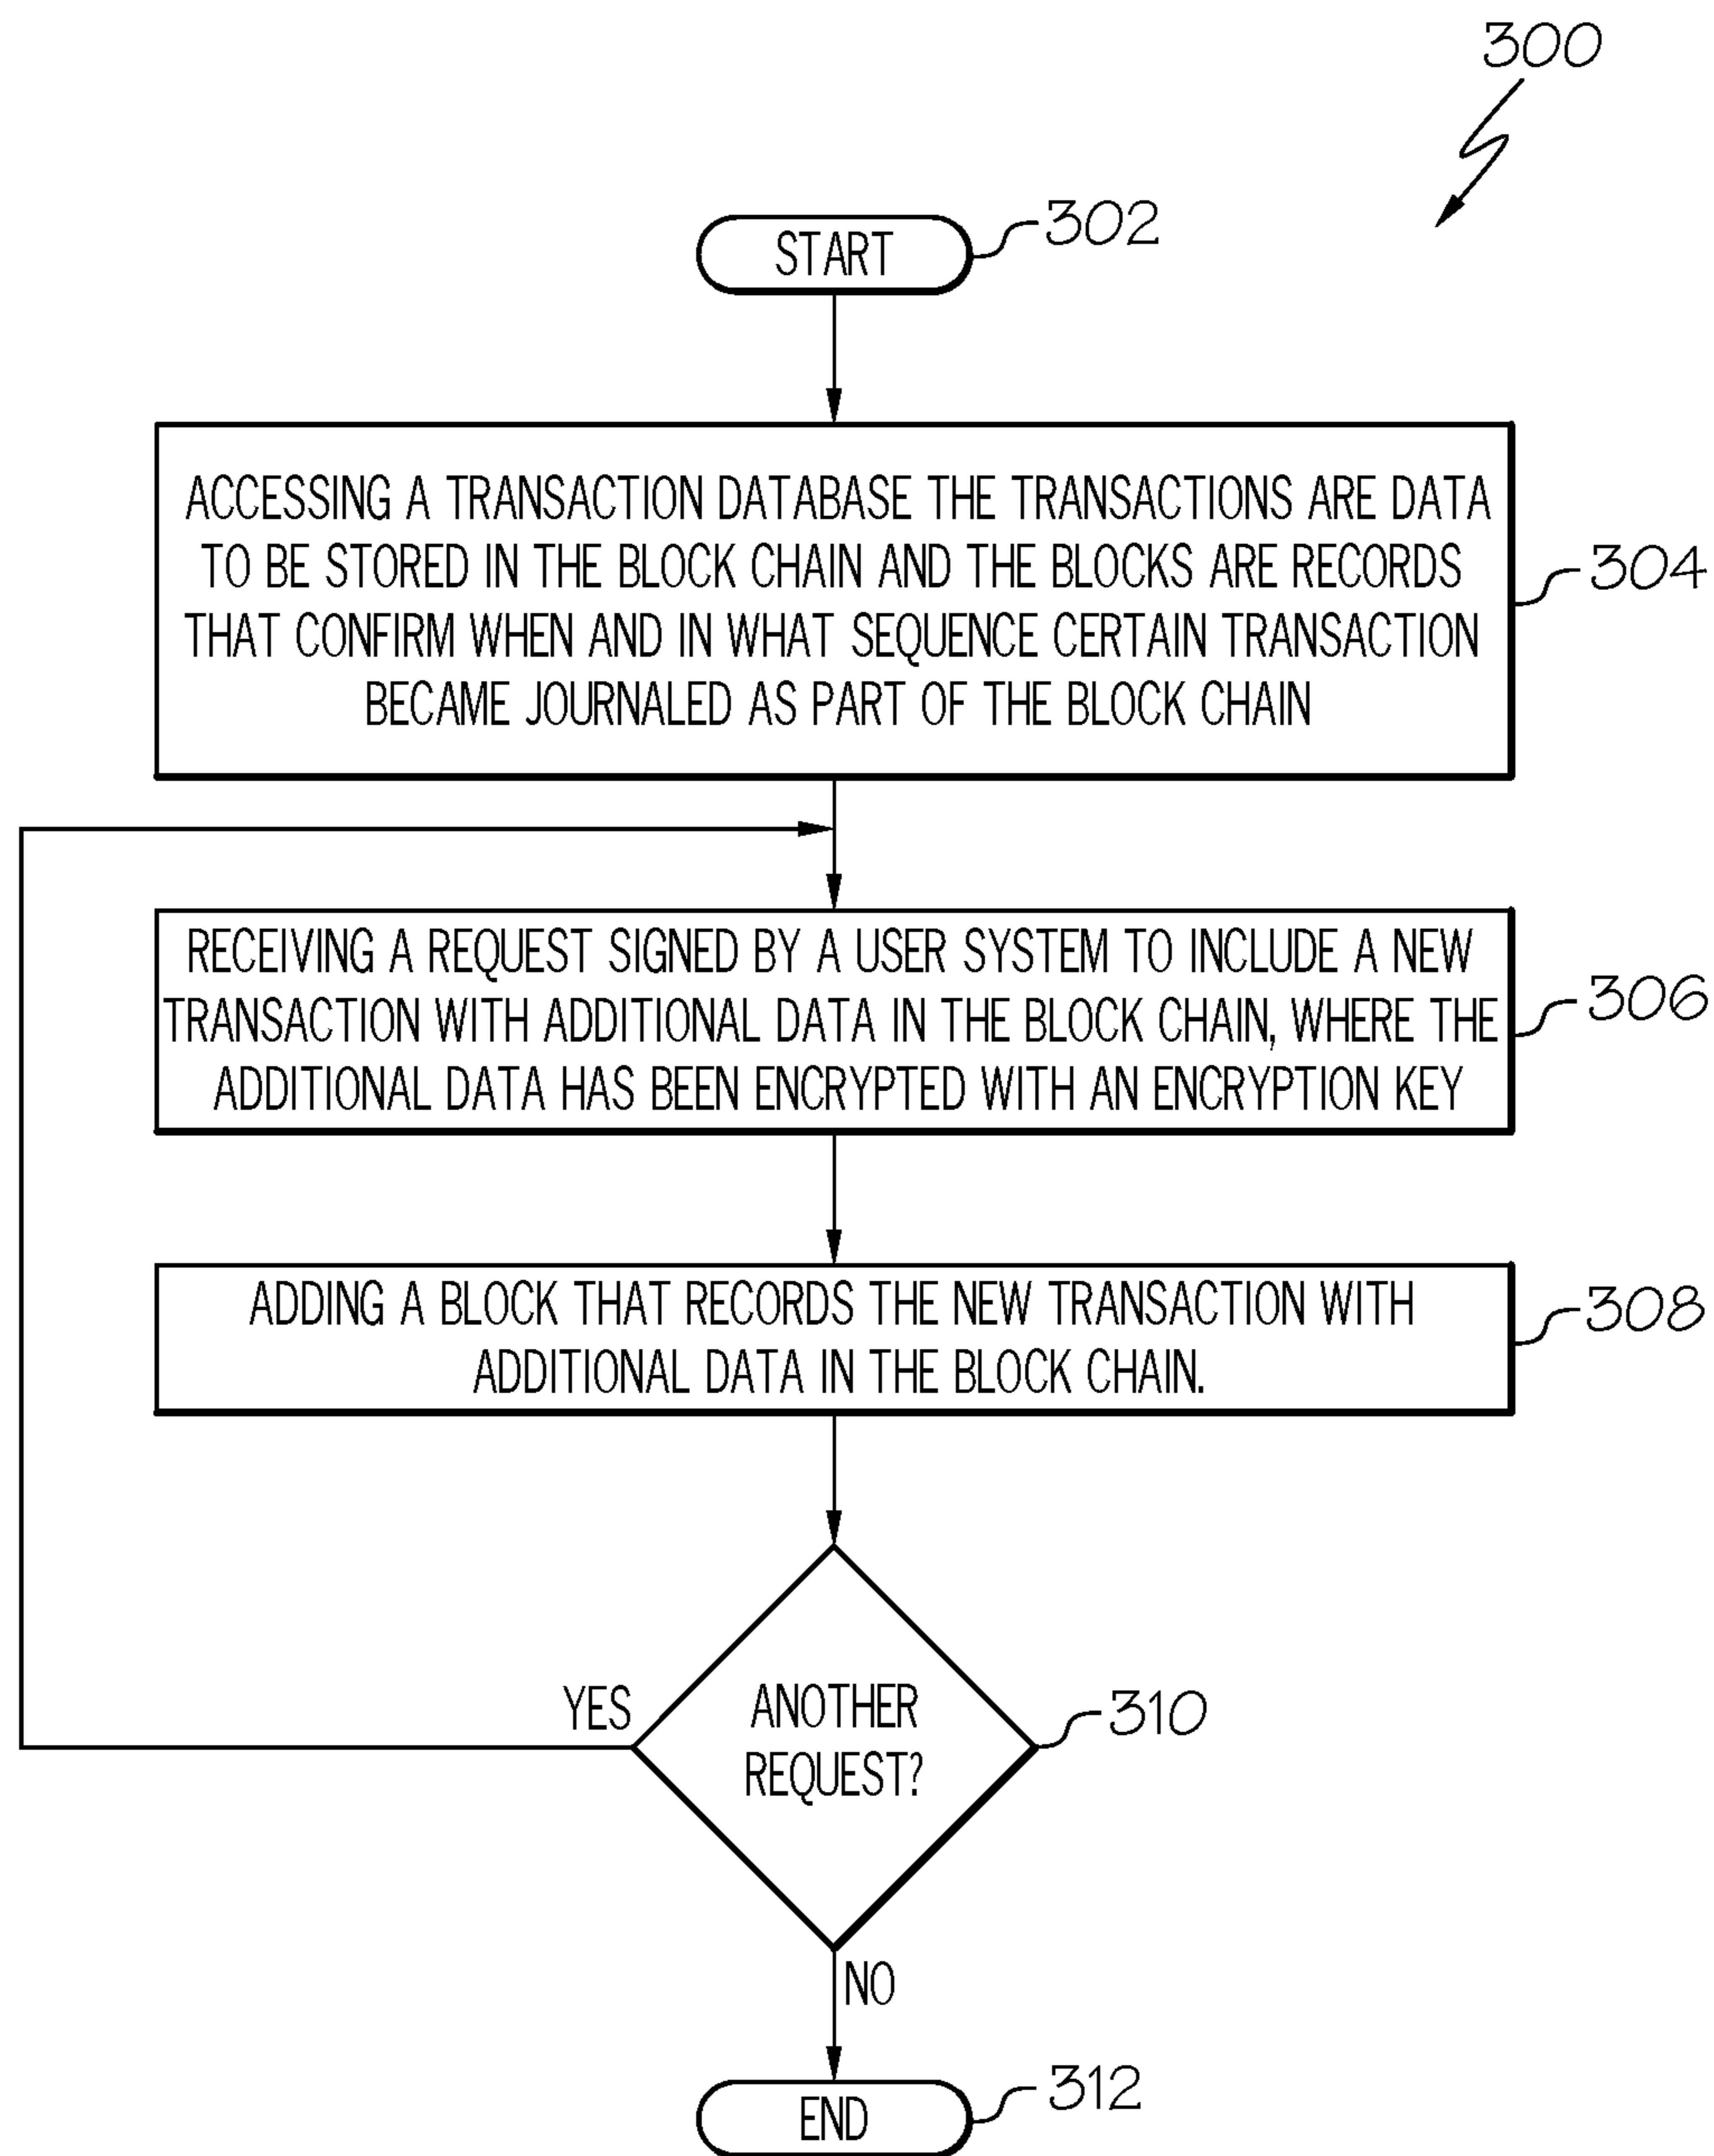 300
START
302
ACCESSING A TRANSACTION DATABASE THE TRANSACTIONS ARE DATA
TO BE STORED IN THE BLOCK CHAIN AND THE BLOCKS ARE RECORDS
THAT CONFIRM WHEN AND IN WHAT SEQUENCE CERTAIN TRANSACTION
BECAME JOURNALED AS PART OF THE BLOCK CHAIN
304
RECEIVING A REQUEST SIGNED BY A USER SYSTEM TO INCLUDE A NEW
TRANSACTION WITH ADDITIONAL DATA IN THE BLOCK CHAIN, WHERE THE
ADDITIONAL DATA HAS BEEN ENCRYPTED WITH AN ENCRYPTION KEY
306
ADDING A BLOCK THAT RECORDS THE NEW TRANSACTION WITH
ADDITIONAL DATA IN THE BLOCK CHAIN.
308
YES
ANOTHER
REQUEST?
310
NO
END
312